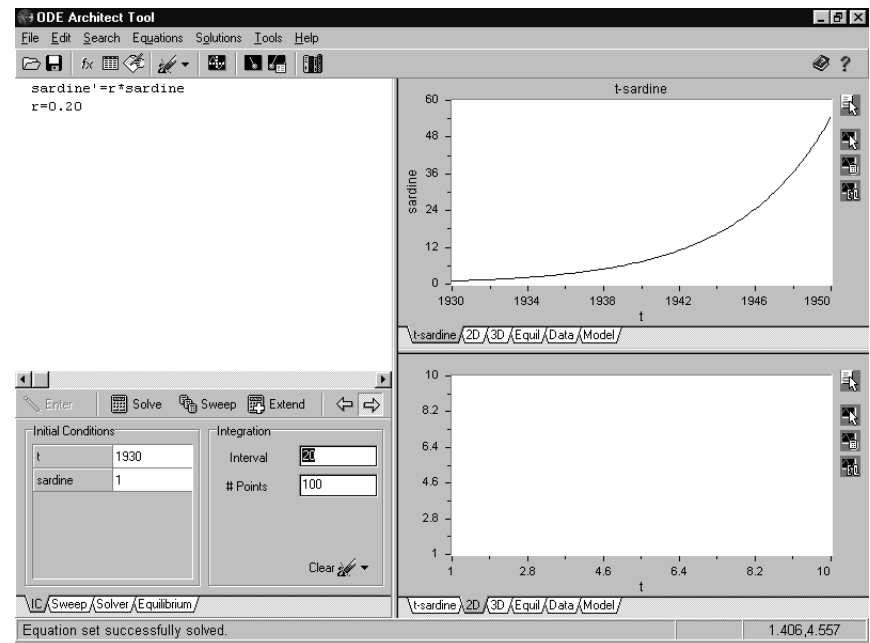 ODE Architect Tool
File Edit Search Equations Solutions Tools Help
fx
?
sardine'=r*sardine
r=0.20
t-sardine
60
48
36
24
12
0
sardine
1930 1934 1938 1942 1946 1950
t
t-sardine 2D 3D Equil Data Model
Enter Solve Sweep Extend
Initial Conditions
t 1930
sardine 1
Integration
Interval 20
# Points 100
Clear
IC Sweep Solver Equilibrium
10
8.2
6.4
4.6
2.8
1
1 2.8 4.6 6.4 8.2 10
t
t-sardine 2D 3D Equil Data Model
Equation set successfully solved. 1.406,4.557